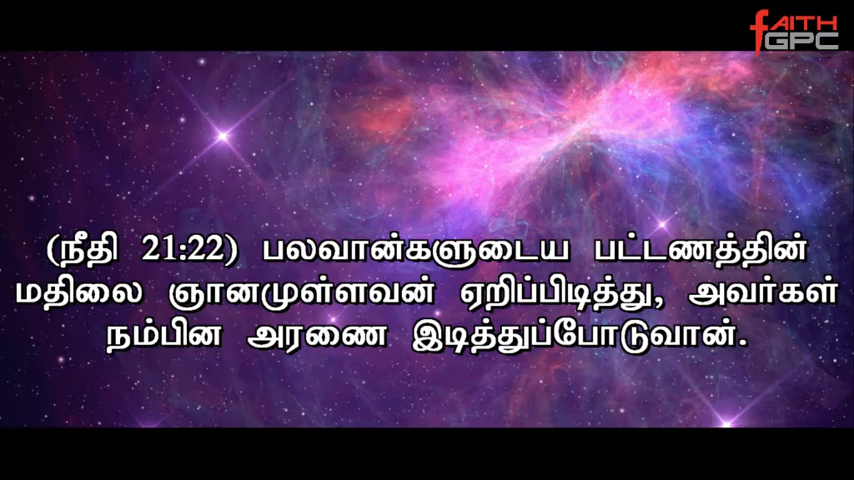 fAITH
GPC
(நீதி 21:22) பலவான்களுடைய பட்டணத்தின்
மதிலை ஞானமுள்ளவன் ஏறிப்பிடித்து, அவர்கள்
நம்பின அரணை இடித்துப்போடுவான்.